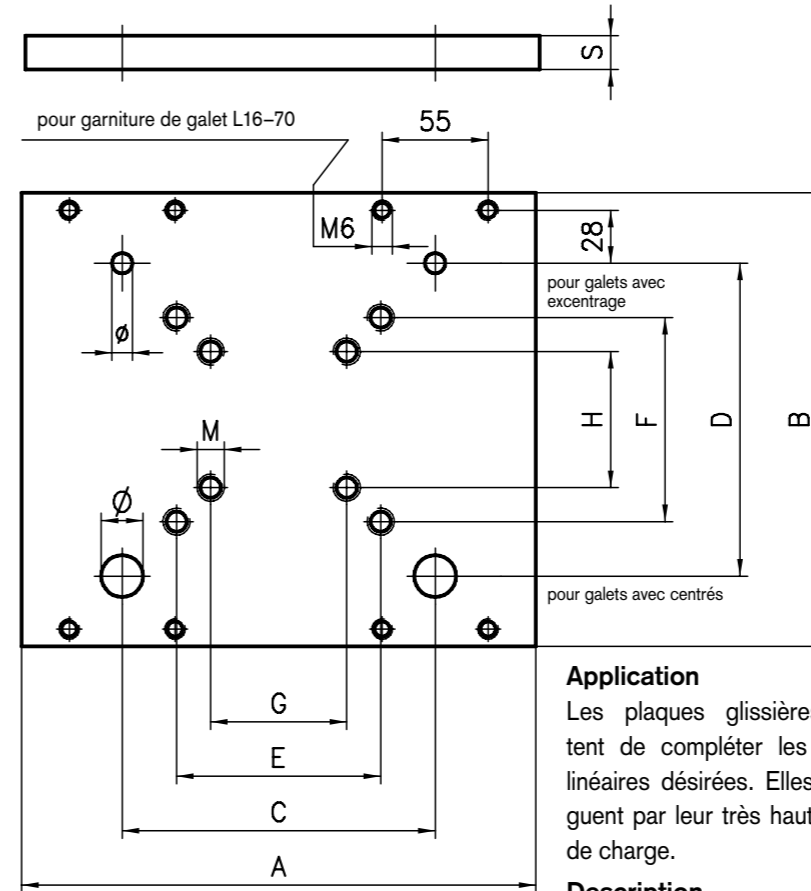 S
pour garniture de galet L16–70
55
M6
28
pour galets avec
excentrage
ø
M
H
F
D
B
Ø
pour galets avec centrés
G
E
C
A
Application
Les plaques glissière
tent de compléter les
linéaires désirées. Elles
guent par leur très haut
de charge.
Description